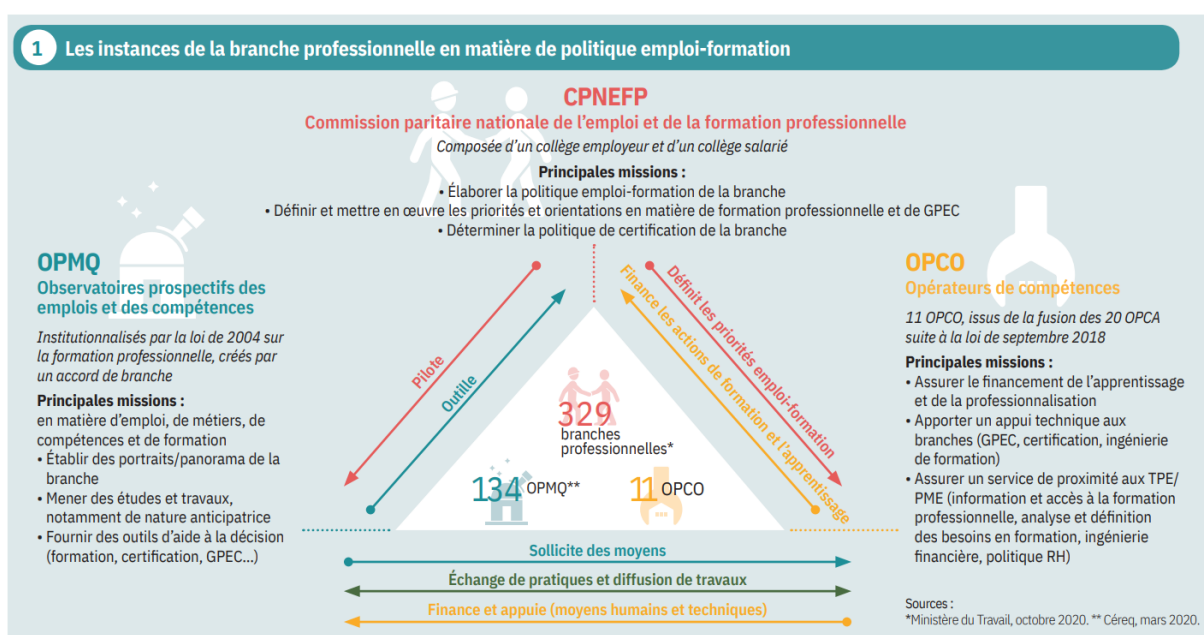 1 Les instances de la branche professionnelle en matière de politique emploi-formation
CPNEFP
Commission paritaire nationale de l'emploi et de la formation professionnelle
Composée d'un collège employeur et d'un collège salarié
Principales missions :
• Élaborer la politique emploi-formation de la branche
• Définir et mettre en œuvre les priorités et orientations en matière de formation professionnelle et de GPEC
• Déterminer la politique de certification de la branche
OPMQ
Observatoires prospectifs des
emplois et des compétences
Institutionnalisés par la loi de 2004 sur
la formation professionnelle, créés par
un accord de branche
Principales missions :
en matière d'emploi, de métiers, de
compétences et de formation
• Établir des portraits/panorama de la
branche
• Mener des études et travaux,
notamment de nature anticipatrice
• Fournir des outils d'aide à la décision
(formation, certification, GPEC...)
Pilote
Outille
329
branches
professionnelles*
134 OPMQ**
11 OPCO
Finance les actions de formation et l'apprentissage
Définit les priorités emploi-formation
OPCO
Opérateurs de compétences
11 OPCO, issus de la fusion des 20 OPCA
suite à la loi de septembre 2018
Principales missions :
• Assurer le financement de l'apprentissage
et de la professionnalisation
• Apporter un appui technique aux
branches (GPEC, certification, ingénierie
de formation)
• Assurer un service de proximité aux TPE/
PME (information et accès à la formation
professionnelle, analyse et définition
des besoins en formation, ingénierie
financière, politique RH)
Sollicite des moyens
Échange de pratiques et diffusion de travaux
Finance et appuie (moyens humains et techniques)
Sources :
*Ministère du Travail, octobre 2020. ** Céreq, mars 2020.